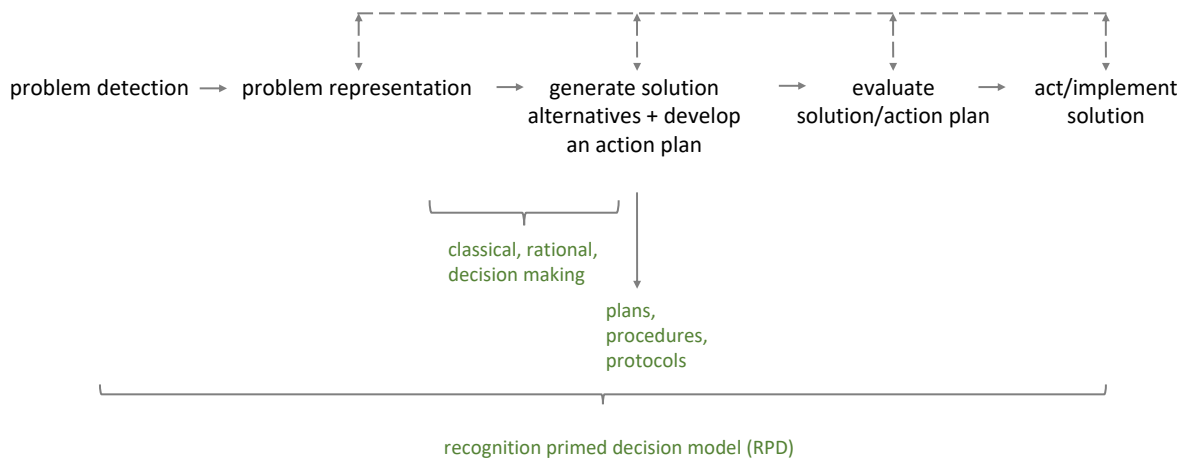 problem detection
problem representation
generate solution
alternatives + develop
an action plan
evaluate
solution/action plan
act/implement
solution
classical, rational,
decision making
plans,
procedures,
protocols
recognition primed decision model (RPD)